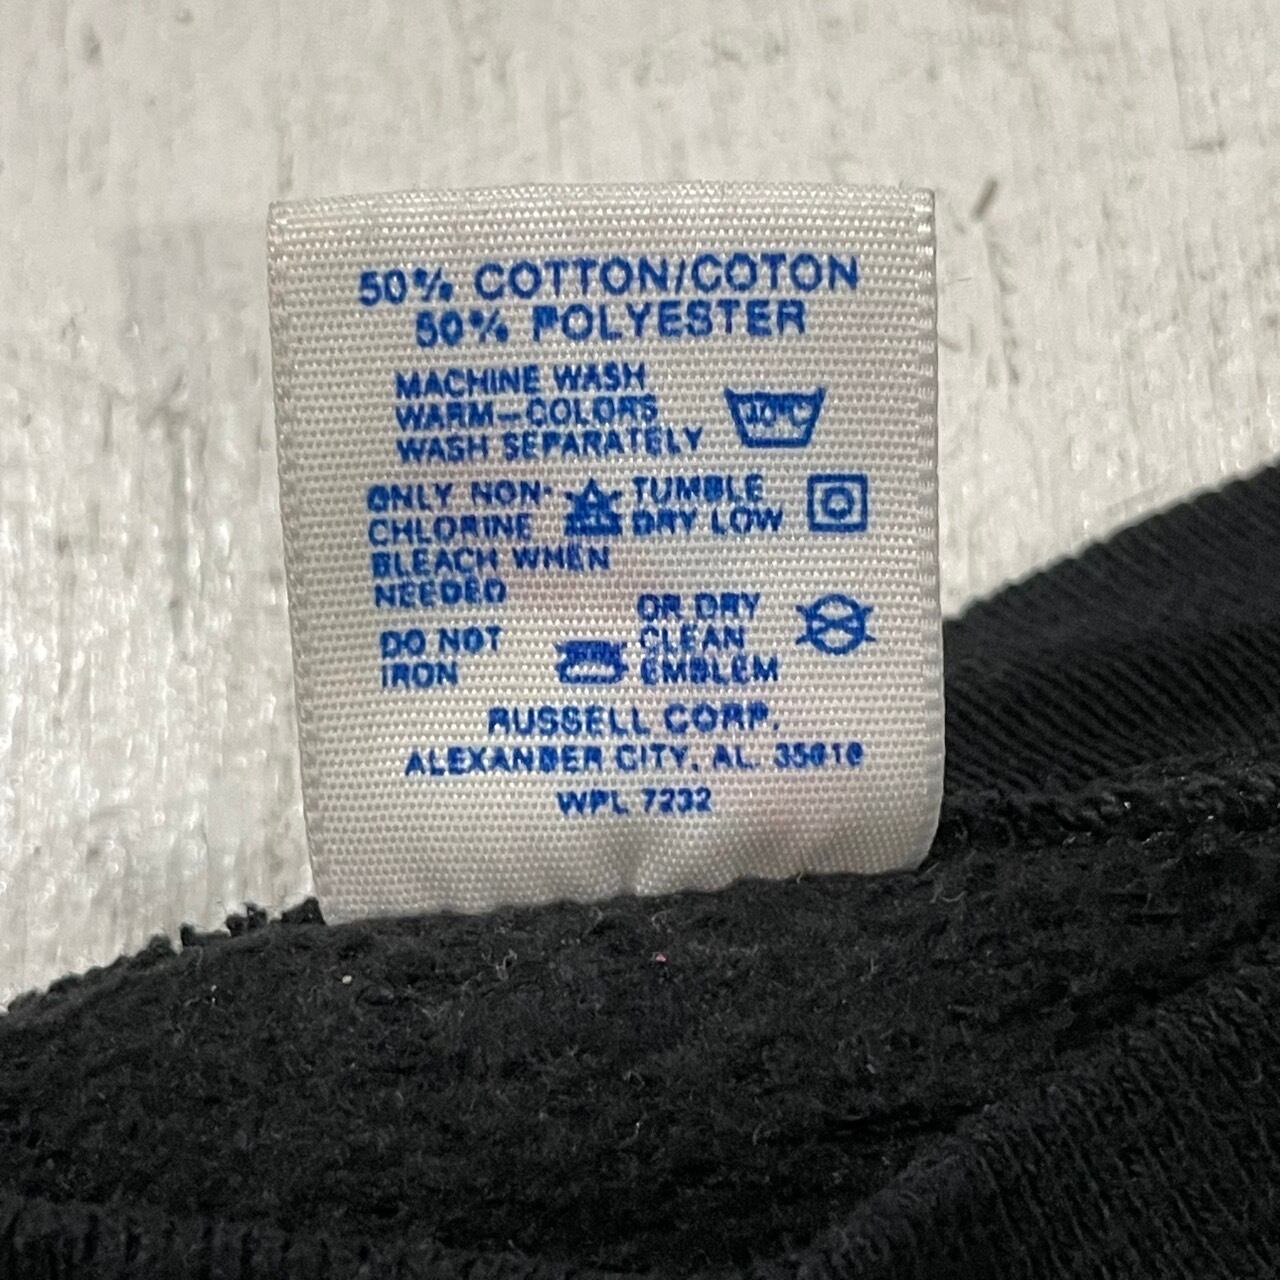 50% COTTON/COTON
50% POLYESTER
MACHINE WASH
WARM-COLORS
WASH SEPARATELY
40°C
ONLY NON-
CHLORINE
BLEACH WHEN
NEEDED
TUMBLE
DRY LOW
DO NOT
IRON
OR DRY
CLEAN
EMBLEM
RUSSELL CORP.
ALEXANDER CITY, AL. 35010
WPL 7232